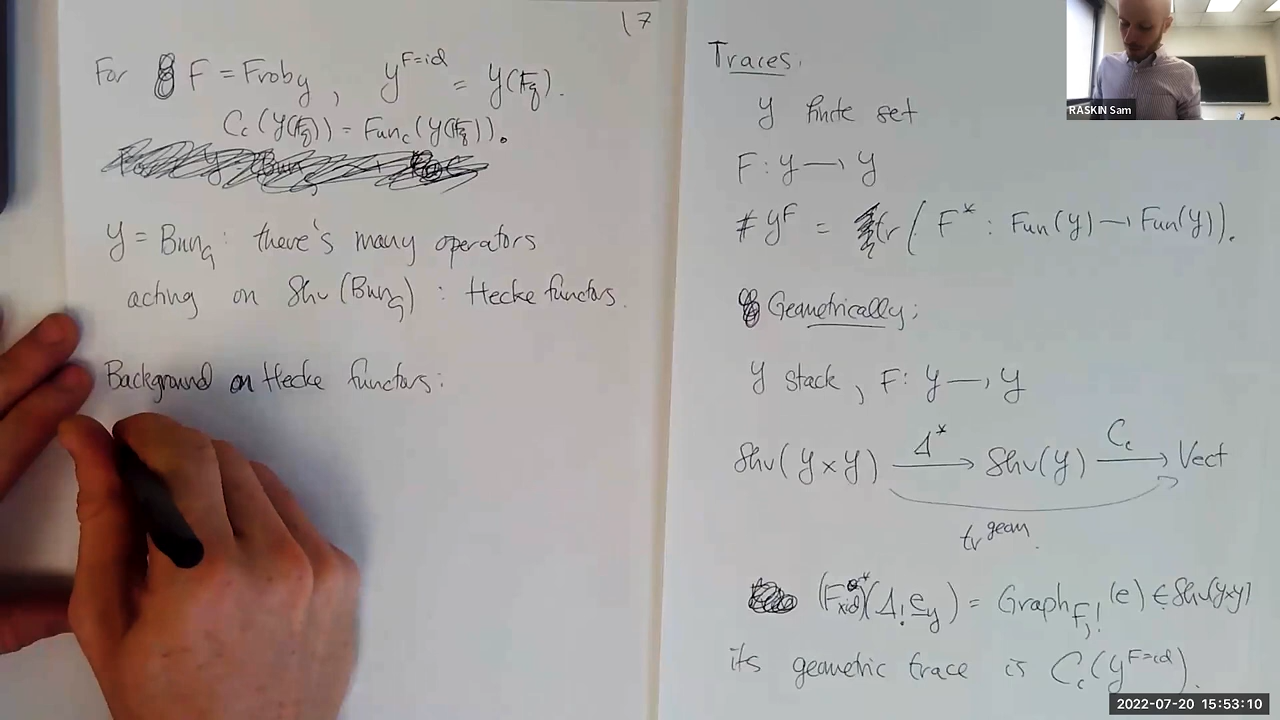 17
For F = Frob_y, y^{F=id} = y(F_q).
C_c(y(F_q)) = Fun_c(y(F_q)).
y = Bun_G: there's many operators
acting on Shv(Bun_G): Hecke functors.
Background on Hecke functors:
Traces.
y finite set
F: y → y
# y^F = tr(F^*: Fun(y) → Fun(y)).
Geometrically:
y stack, F: y → y
Shv(y×y) —Δ^*→ Shv(y) —C_c→ Vect
tr^{geom}.
(F×id)^*(Δ_! e_y) = Graph_{F,!}(e) ∈ Shv(y×y)
its geometric trace is C_c(y^{F=id}).
RASKIN Sam
2022-07-20 15:53:10